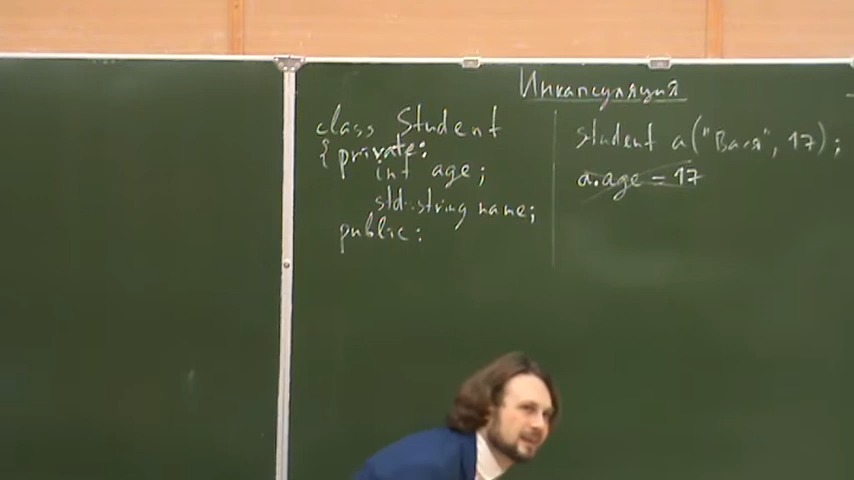 Инкапсуляция
class Student
{ private:
int age;
std::string name;
public:
student a("Вася", 17);
a.age = 17